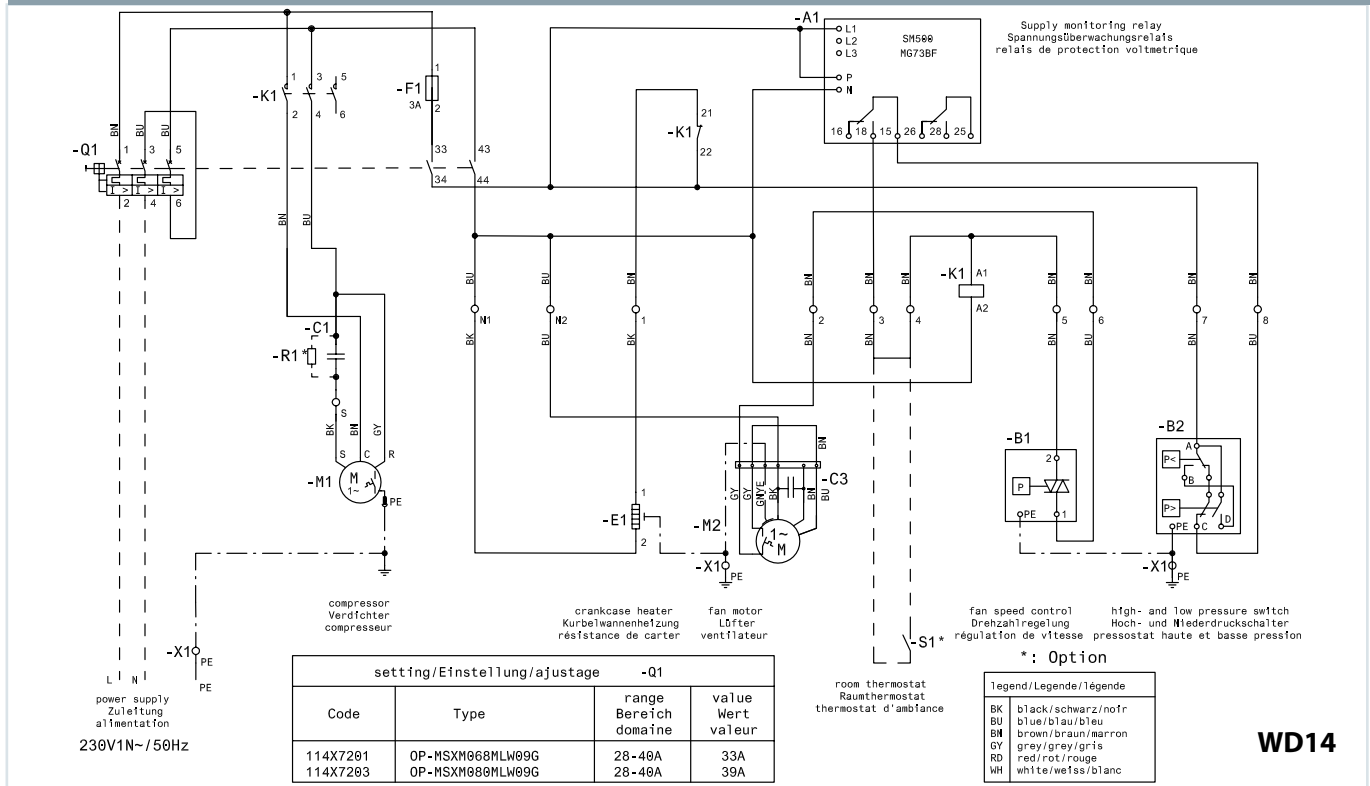 -A1
L1
L2
L3
P
N
SM500
MG73BF
16 18 15 26 28 25
Supply monitoring relay
Spannungsüberwachungsrelais
relais de protection voltmetrique
-K1
1 3 5
2 4 6
-F1
3A
1
2
-K1
21
22
-Q1
BN BU BU
1 3 5
I > I > I >
2 4 6
33 43
34 44
BN BU
BU BU BN BN BN BN BN BN BN BN
-K1 A1
A2
N1 N2 1 2 3 4 5 6 7 8
BK BU BK BN BN BN BN BU BN BU
-C1
-R1*
S
BK BN GY
S C R
-M1
M
1~
PE
-E1
1
2
-M2
-C3
BN
GY GY GNYE BK BN BU
1~
M
-X1
PE
-B1
2
P
PE
1
-B2
A
P<
B
P>
PE C D
-X1
PE
-S1*
compressor
Verdichter
compresseur
crankcase heater
Kurbelwannenheizung
résistance de carter
fan motor
Lüfter
ventilateur
fan speed control
Drehzahlregelung
régulation de vitesse
high- and low pressure switch
Hoch- und Niederdruckschalter
pressostat haute et basse pression
room thermostat
Raumthermostat
thermostat d'ambiance
*: Option
-X1
PE
L N PE
power supply
Zuleitung
alimentation
230V1N~/50Hz
setting/Einstellung/ajustage -Q1
Code Type range Bereich domaine value Wert valeur
114X7201 OP-MSXM068MLW09G 28-40A 33A
114X7203 OP-MSXM080MLW09G 28-40A 39A
legend/Legende/légende
BK black/schwarz/noir
BU blue/blau/bleu
BN brown/braun/marron
GY grey/grey/gris
RD red/rot/rouge
WH white/weiss/blanc
WD14